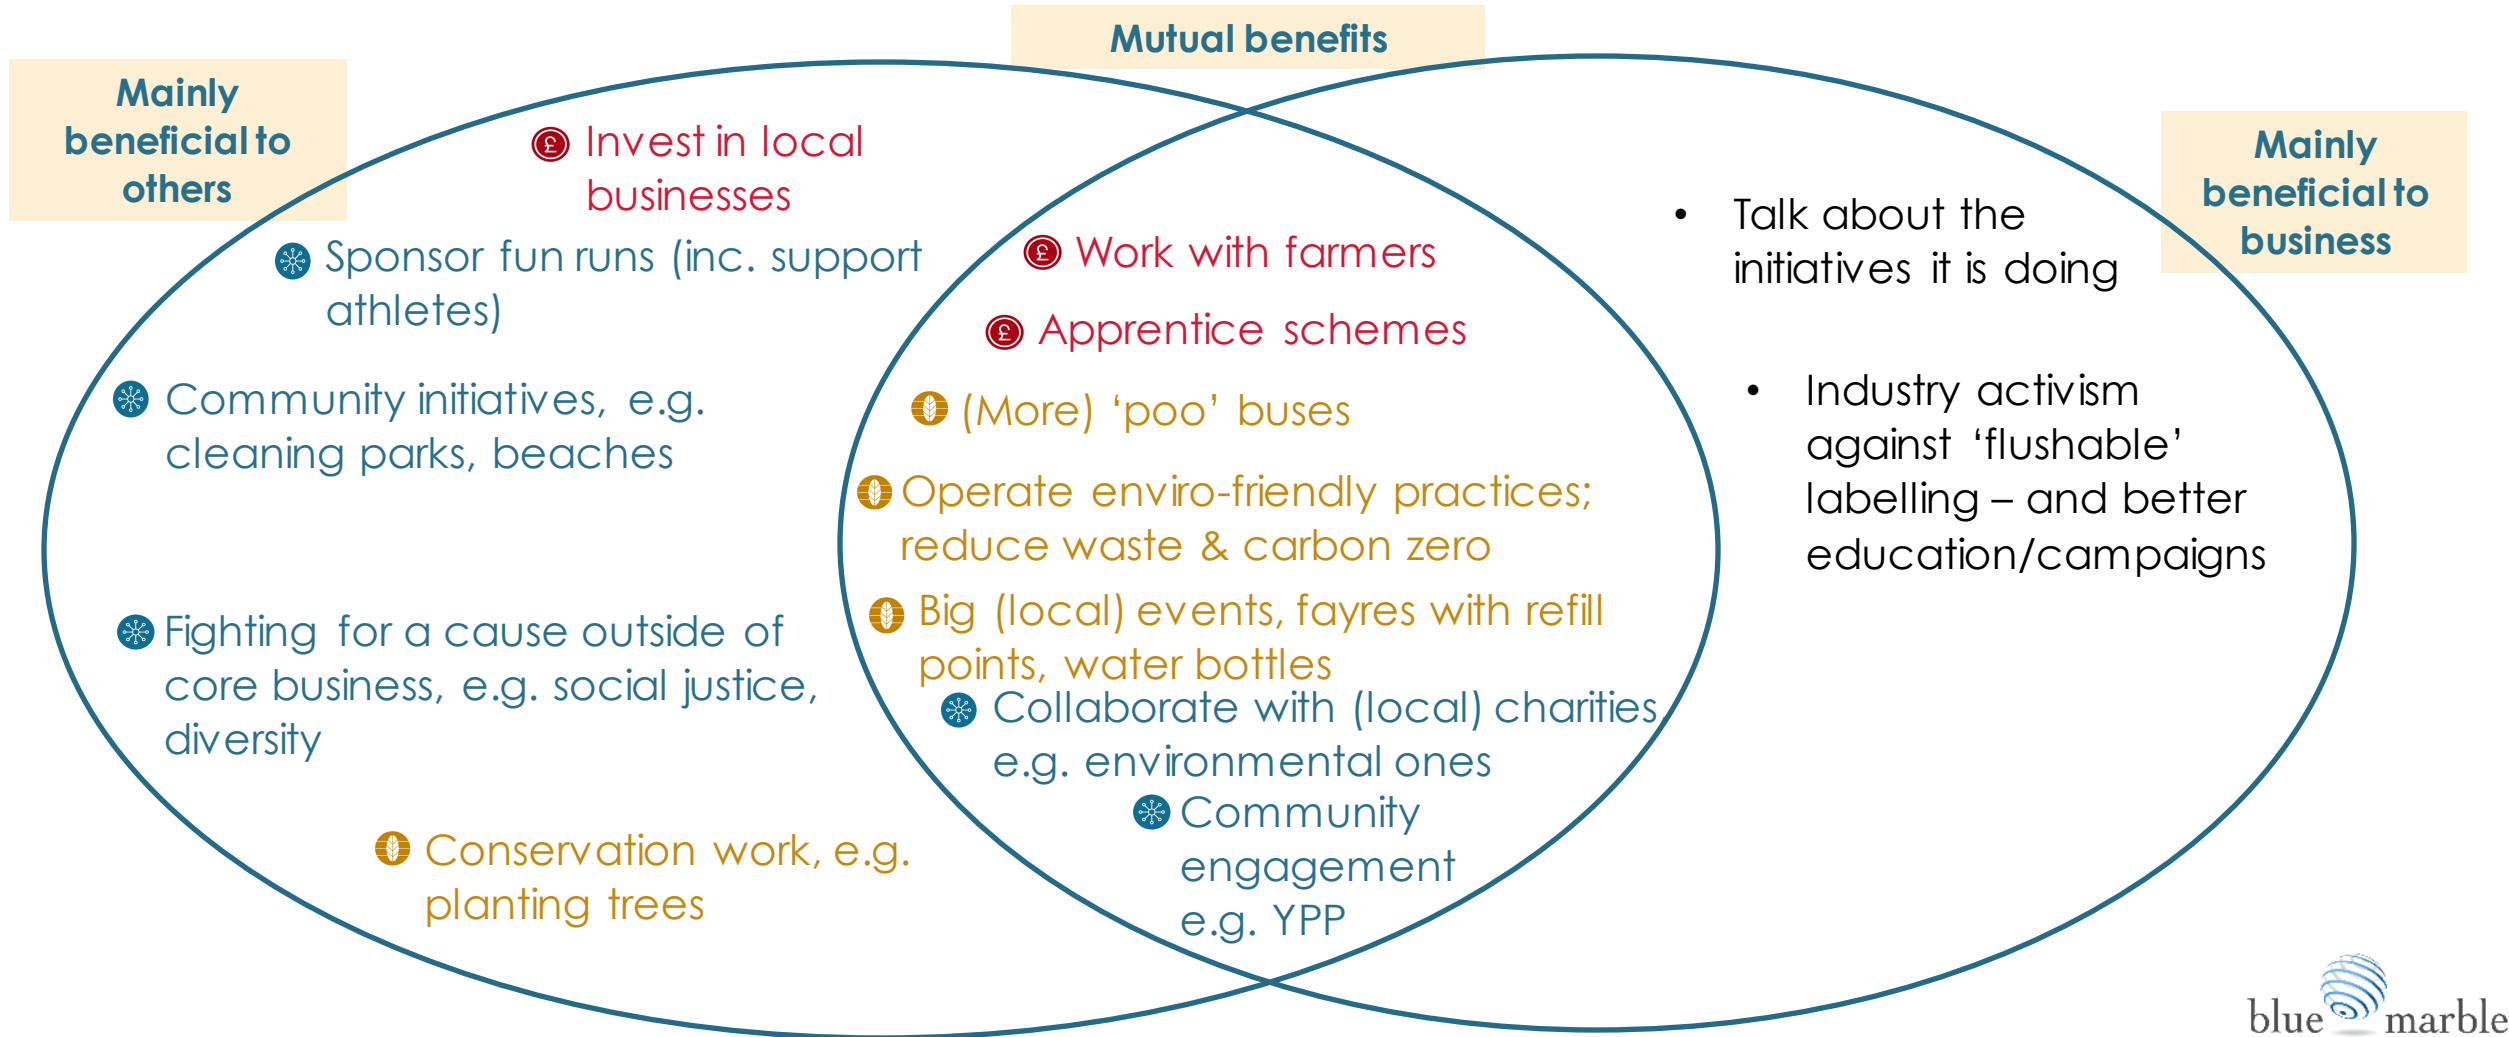 Mutual benefits
Mainly
beneficial to
others
Invest in local
businesses
Sponsor fun runs (inc. support
athletes)
Community initiatives, e.g.
cleaning parks, beaches
Fighting for a cause outside of
core business, e.g. social justice,
diversity
Conservation work, e.g.
planting trees
£ Work with farmers
£ Apprentice schemes
(More) ‘poo’ buses
Operate enviro-friendly practices;
reduce waste & carbon zero
Big (local) events, fayres with refill
points, water bottles
Collaborate with (local) charities,
e.g. environmental ones
Community
engagement
e.g. YPP
Mainly
beneficial to
business
• Talk about the
initiatives it is doing
• Industry activism
against ‘flushable’
labelling – and better
education/campaigns
blue marble